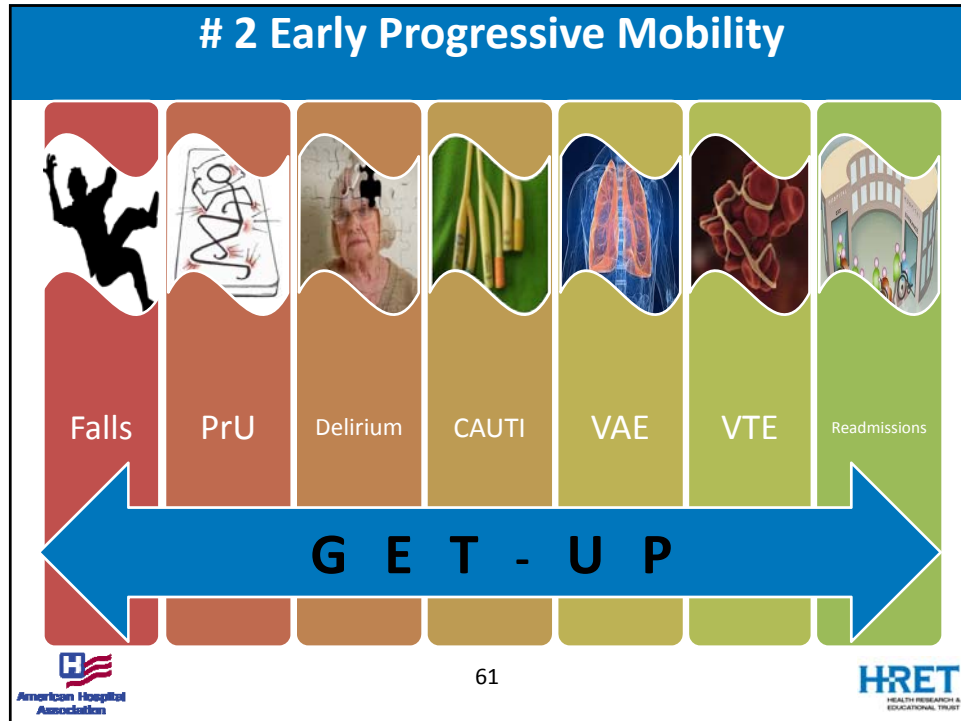 # 2 Early Progressive Mobility
Falls
PrU
Delirium
CAUTI
VAE
VTE
Readmissions
G E T - U P
American Hospital
Association
61
HRET
HEALTH RESEARCH &
EDUCATIONAL TRUST